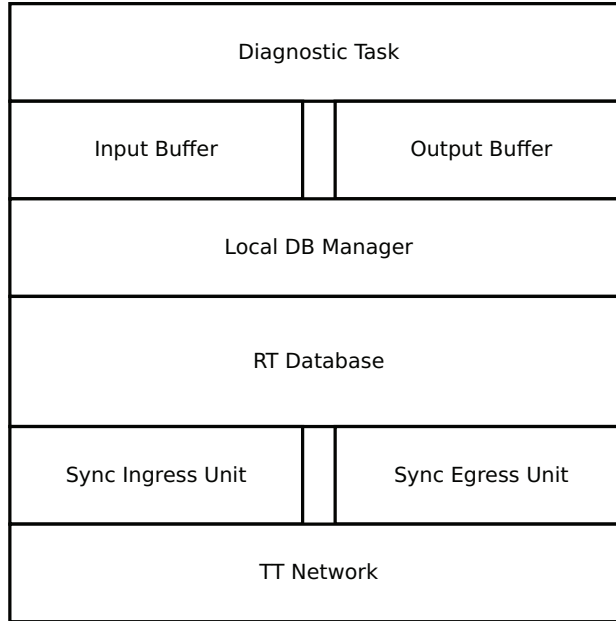 Diagnostic Task
Input Buffer
Output Buffer
Local DB Manager
RT Database
Sync Ingress Unit
Sync Egress Unit
TT Network